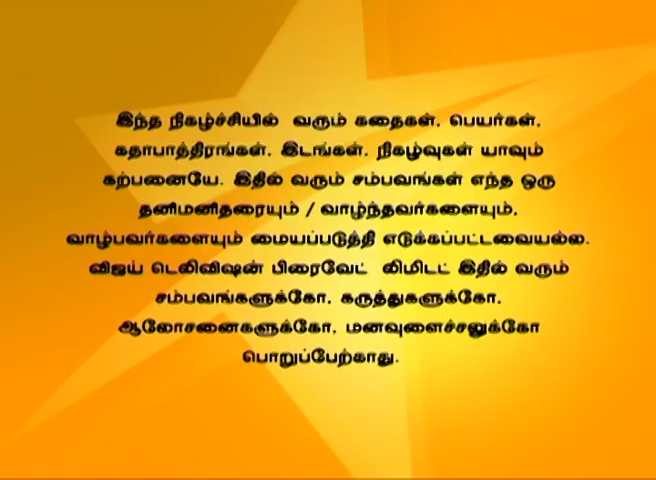 இந்த நிகழ்ச்சியில் வரும் கதைகள், பெயர்கள்,
கதாபாத்திரங்கள், இடங்கள், நிகழ்வுகள் யாவும்
கற்பனையே. இதில் வரும் சம்பவங்கள் எந்த ஒரு
தனிமனிதரையும் / வாழ்ந்தவர்களையும்,
வாழ்பவர்களையும் மையப்படுத்தி எடுக்கப்பட்டவையல்ல.
விஜய் டெலிவிஷன் பிரைவேட் லிமிடட் இதில் வரும்
சம்பவங்களுக்கோ, கருத்துகளுக்கோ,
ஆலோசனைகளுக்கோ, மனவுளைச்சலுக்கோ
பொறுப்பேற்காது.